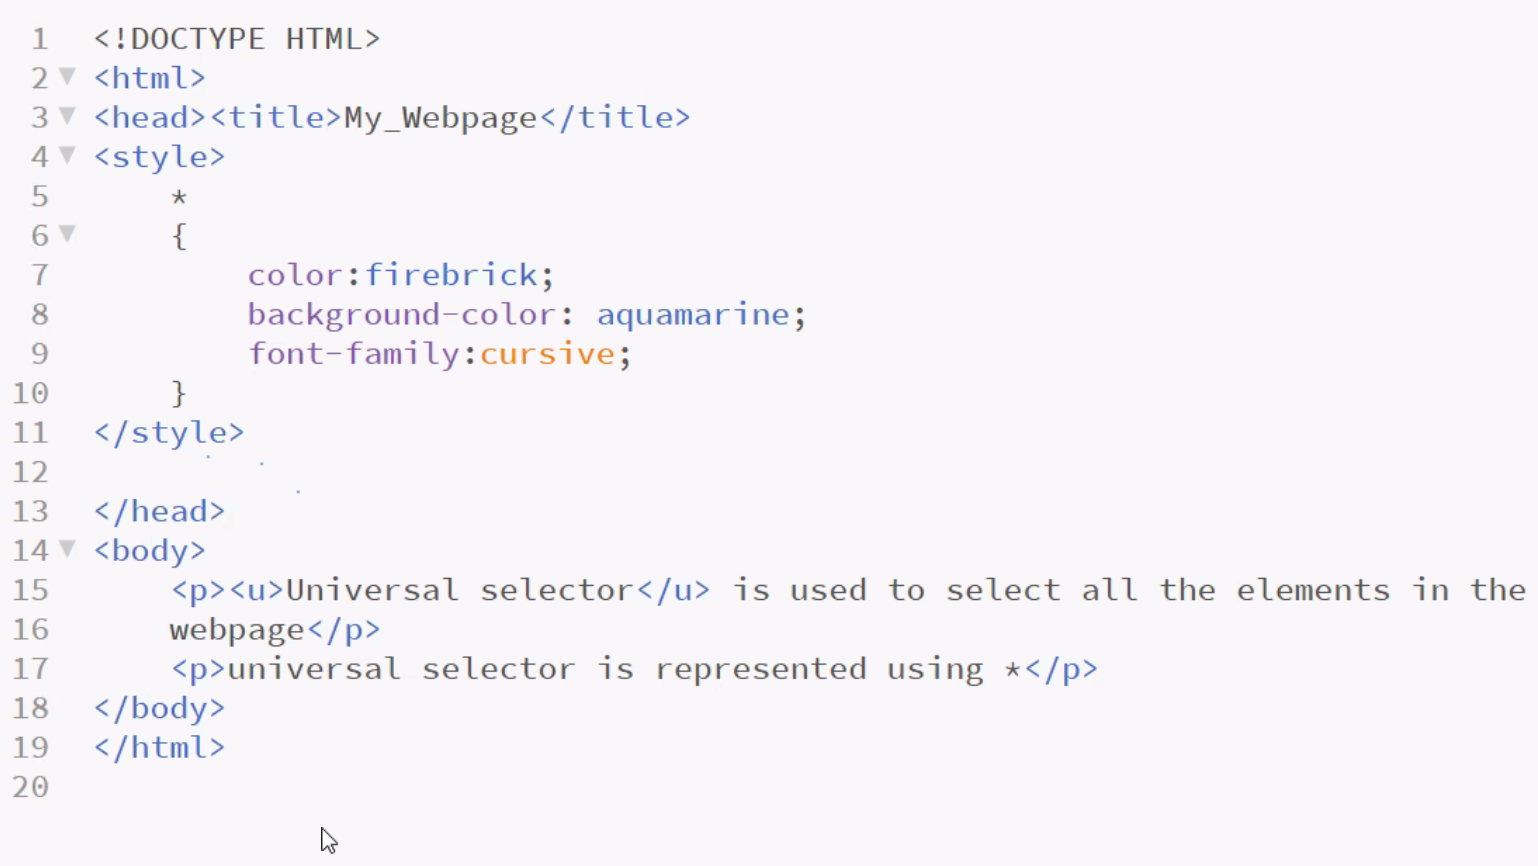 1 <!DOCTYPE HTML>
2 <html>
3 <head><title>My_Webpage</title>
4 <style>
5 *
6 {
7 color:firebrick;
8 background-color: aquamarine;
9 font-family:cursive;
10 }
11 </style>
12
13 </head>
14 <body>
15 <p><u>Universal selector</u> is used to select all the elements in the
16 webpage</p>
17 <p>universal selector is represented using *</p>
18 </body>
19 </html>
20